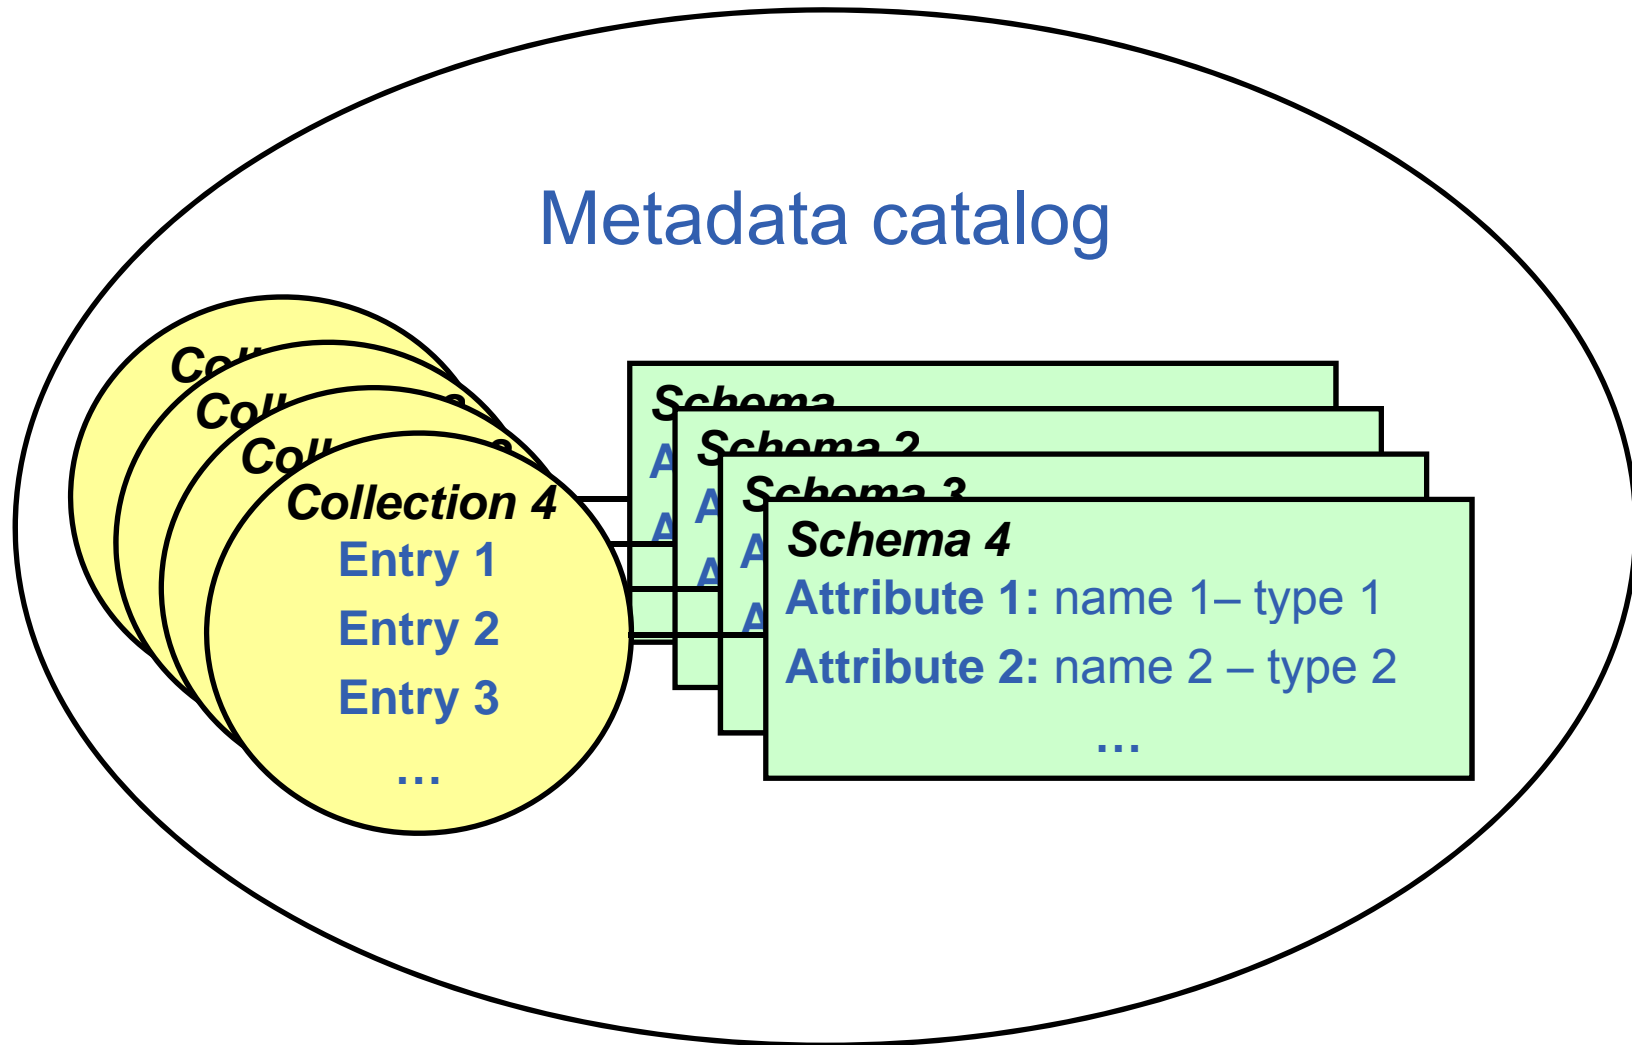 Metadata catalog
Schema
Schema 2
Schema 3
Collection 4
Entry 1
Entry 2
Entry 3
…
Schema 4
Attribute 1: name 1– type 1
Attribute 2: name 2 – type 2
…